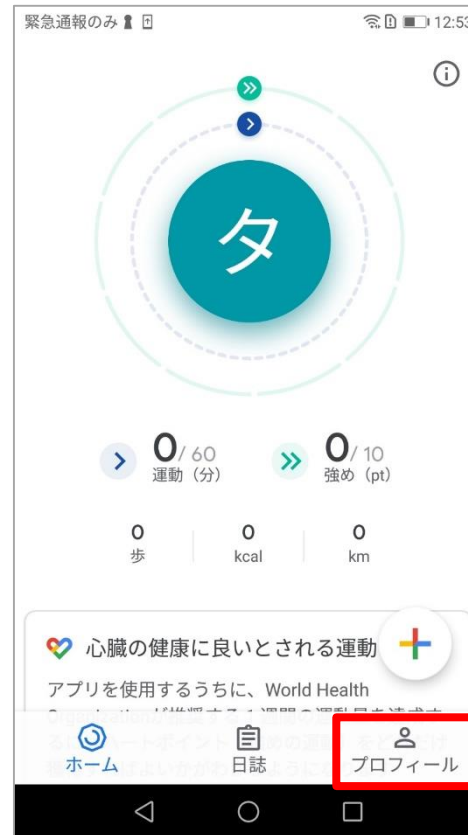 緊急通報のみ 12:53
タ
0/ 60 0/ 10
運動（分） 強め（pt）
0 0 0
歩 kcal km
心臓の健康に良いとされる運動
アプリを使用するうちに、World Health
ホーム 日誌 プロフィール